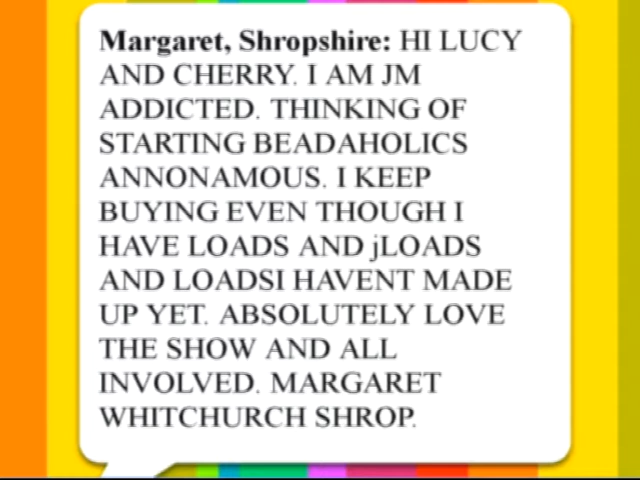 Margaret, Shropshire: HI LUCY
AND CHERRY. I AM JM
ADDICTED. THINKING OF
STARTING BEADAHOLICS
ANNONAMOUS. I KEEP
BUYING EVEN THOUGH I
HAVE LOADS AND jLOADS
AND LOADSI HAVENT MADE
UP YET. ABSOLUTELY LOVE
THE SHOW AND ALL
INVOLVED. MARGARET
WHITCHURCH SHROP.